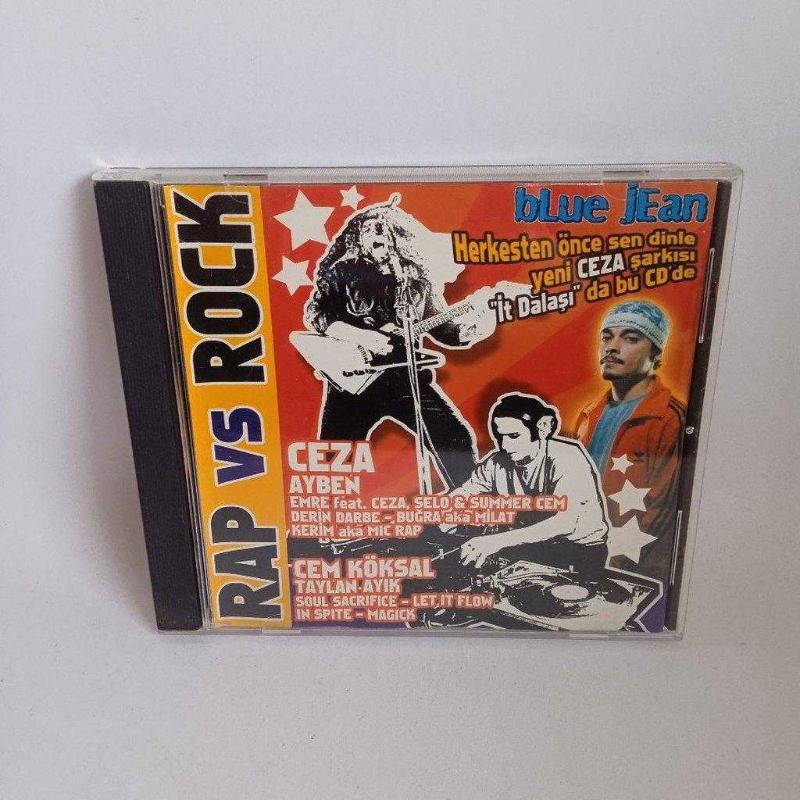 RAP vs ROCK
bLue jEan
Herkesten önce sen dinle
yeni CEZA şarkısı
"İt Dalaşı" da bu CD'de
CEZA
AYBEN
EMRE feat. CEZA, SELO & SUMMER CEM
DERİN DARBE - BUĞRA aka MİLAT
KERİM aka MIC RAP
CEM KÖKSAL
TAYLAN AYIK
SOUL SACRIFICE - LET IT FLOW
IN SPITE - MAGICK